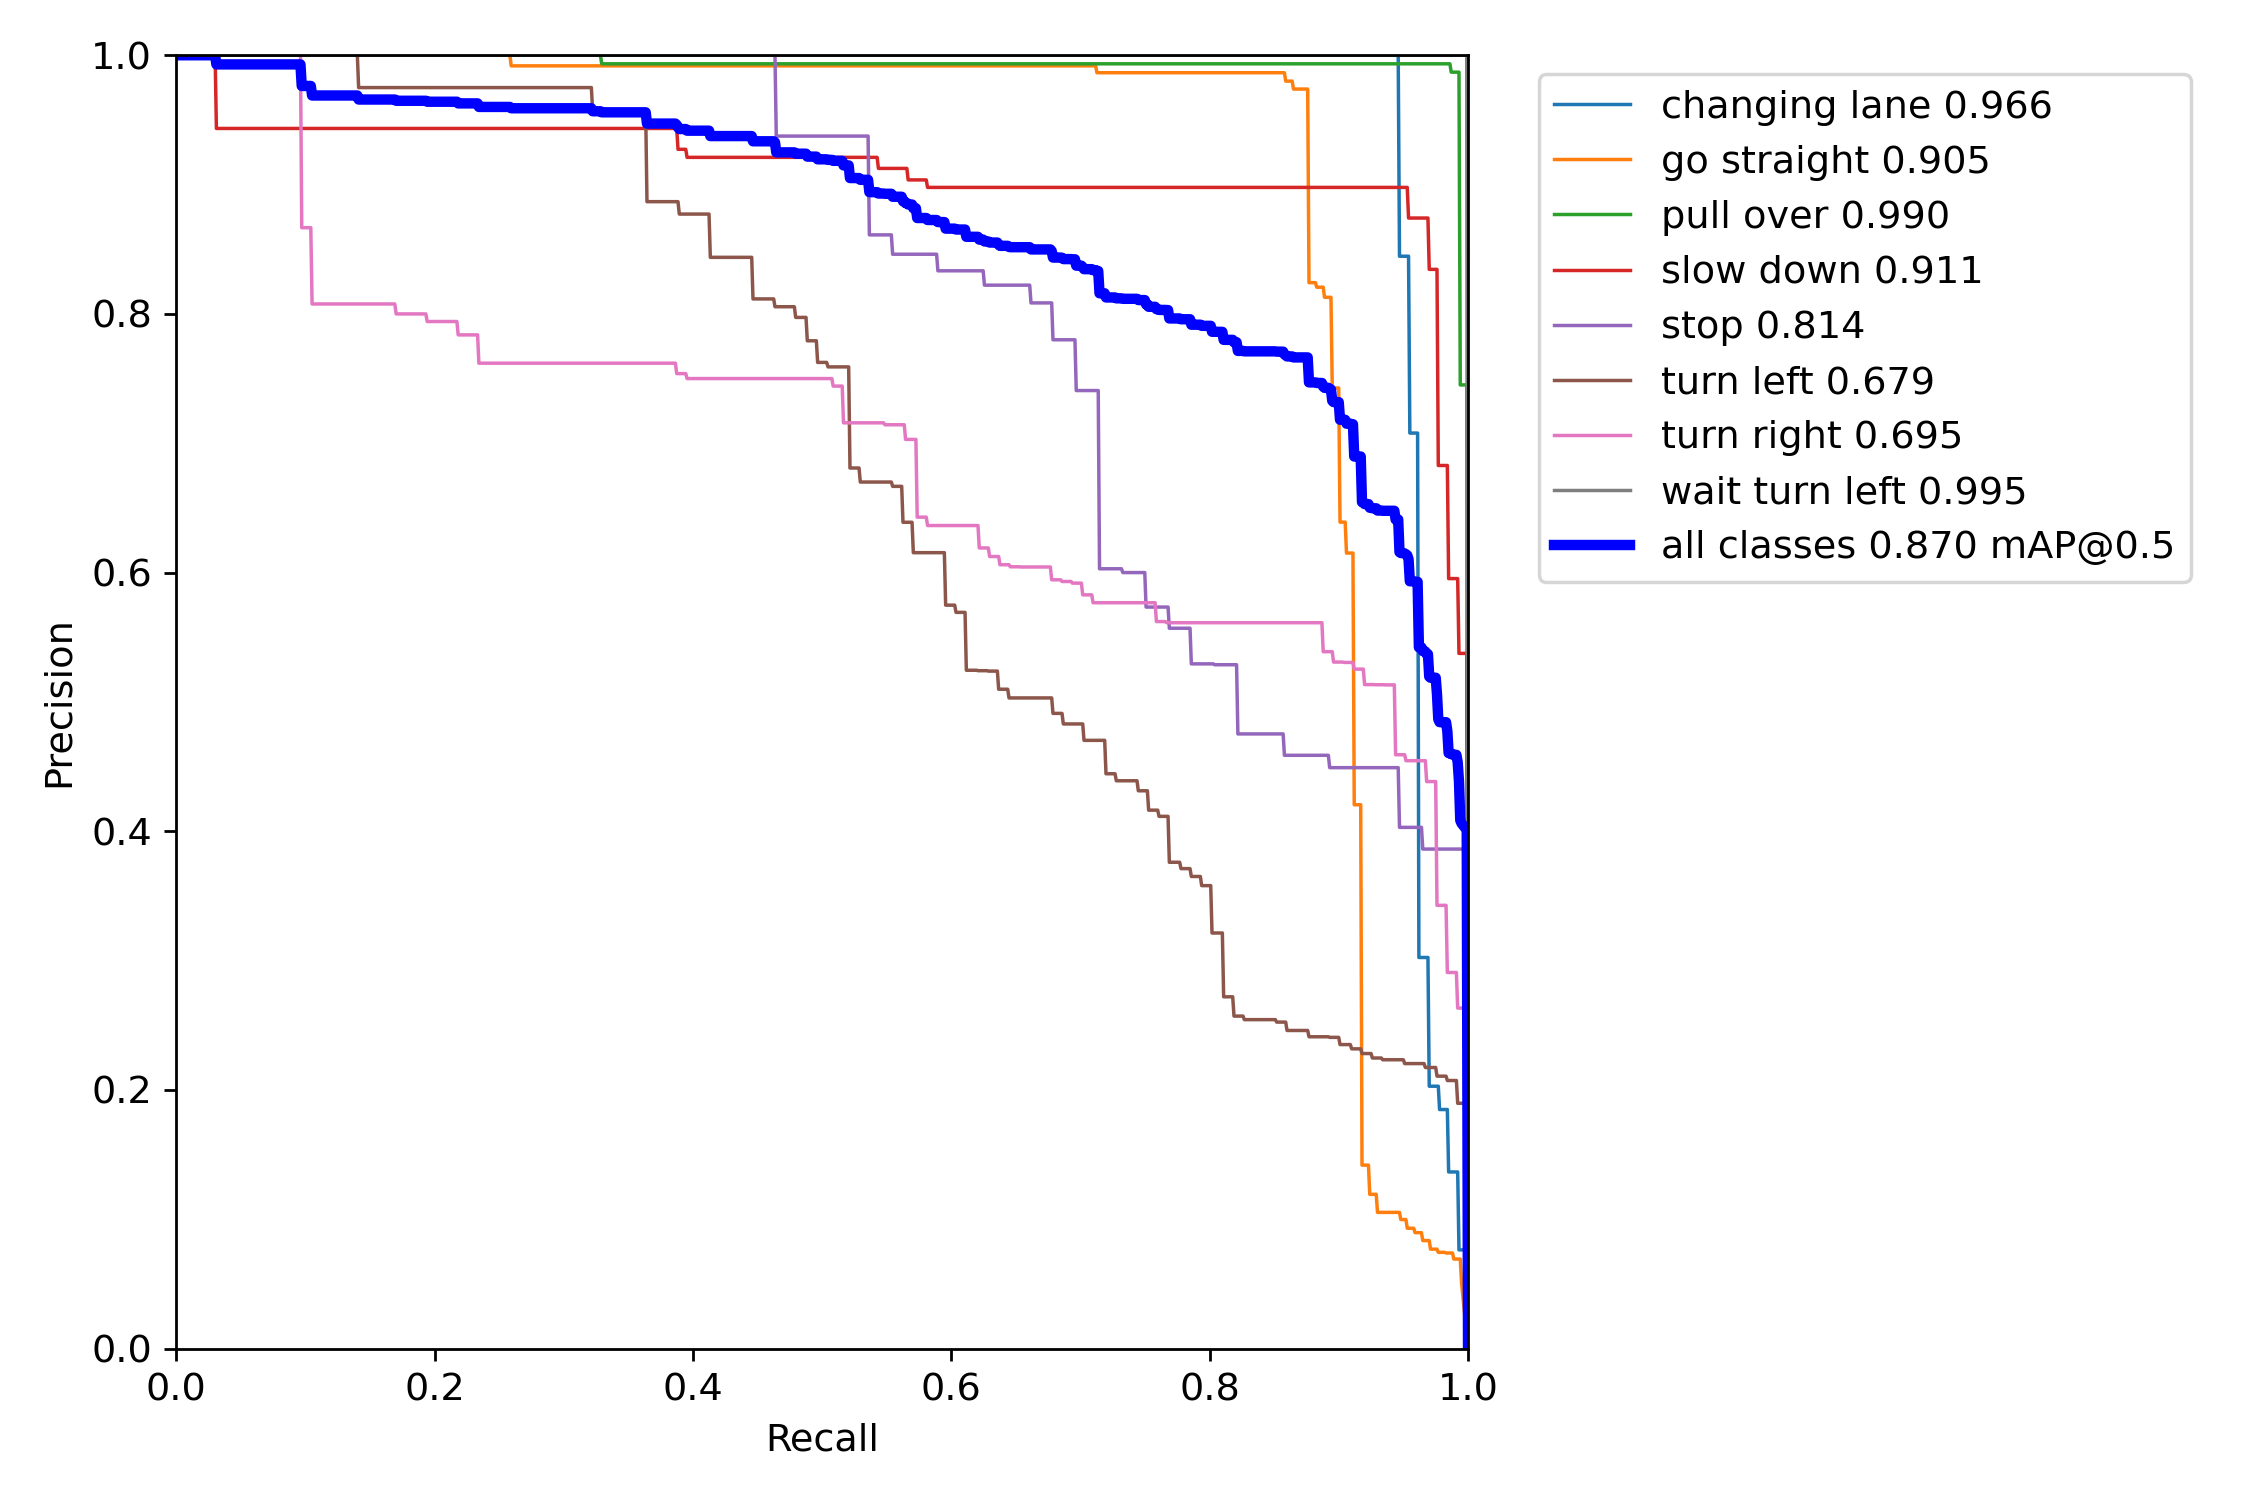 1.0
0.8
0.6
0.4
0.2
0.0
Precision
0.0 0.2 0.4 0.6 0.8 1.0
Recall
changing lane 0.966
go straight 0.905
pull over 0.990
slow down 0.911
stop 0.814
turn left 0.679
turn right 0.695
wait turn left 0.995
all classes 0.870 mAP@0.5